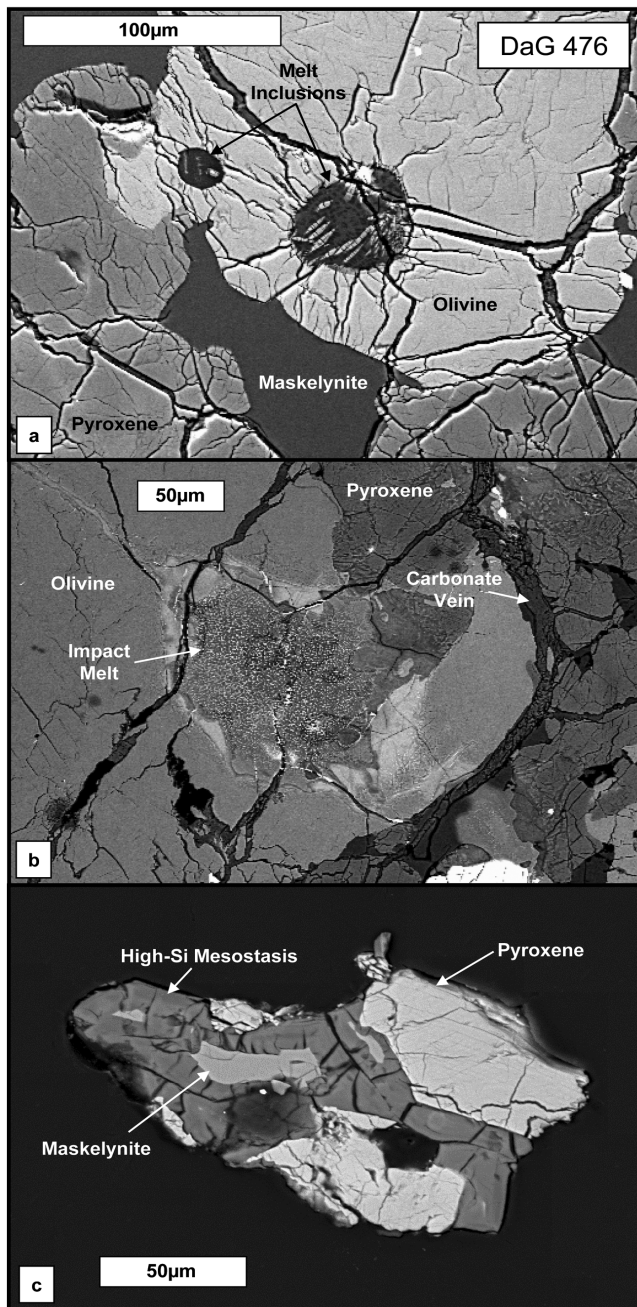 100µm
DaG 476
Melt
Inclusions
Olivine
Maskelynite
Pyroxene
a
50µm
Pyroxene
Olivine
Carbonate
Vein
Impact
Melt
b
High-Si Mesostasis
Pyroxene
Maskelynite
50µm
c